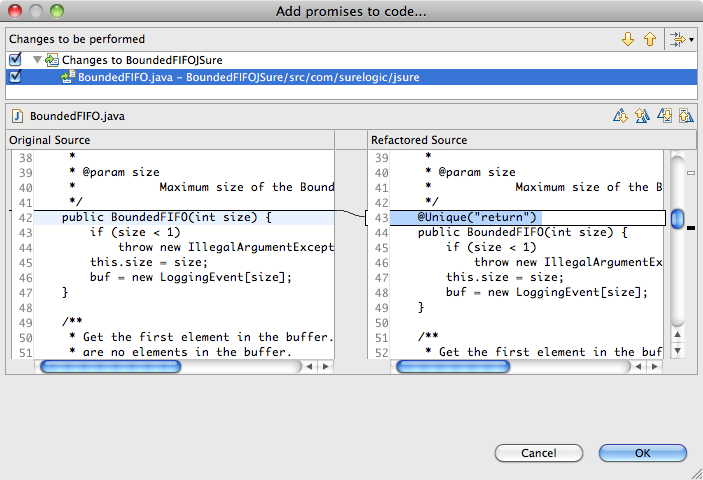 Add promises to code...
Changes to be performed
Changes to BoundedFIFOJSure
BoundedFIFO.java – BoundedFIFOJSure/src/com/surelogic/jsure
BoundedFIFO.java
Original Source
38 *
39 * @param size
40 * Maximum size of the Bound
41 */
42 public BoundedFIFO(int size) {
43 if (size < 1)
44 throw new IllegalArgumentExcept
45 this.size = size;
46 buf = new LoggingEvent[size];
47 }
48
49 /**
50 * Get the first element in the buffer.
51 * are no elements in the buffer.
Refactored Source
39 *
40 * @param size
41 * Maximum size of the B
42 */
43 @Unique("return")
44 public BoundedFIFO(int size) {
45 if (size < 1)
46 throw new IllegalArgumentEx
47 this.size = size;
48 buf = new LoggingEvent[size];
49 }
50
51 /**
52 * Get the first element in the buf
Cancel
OK